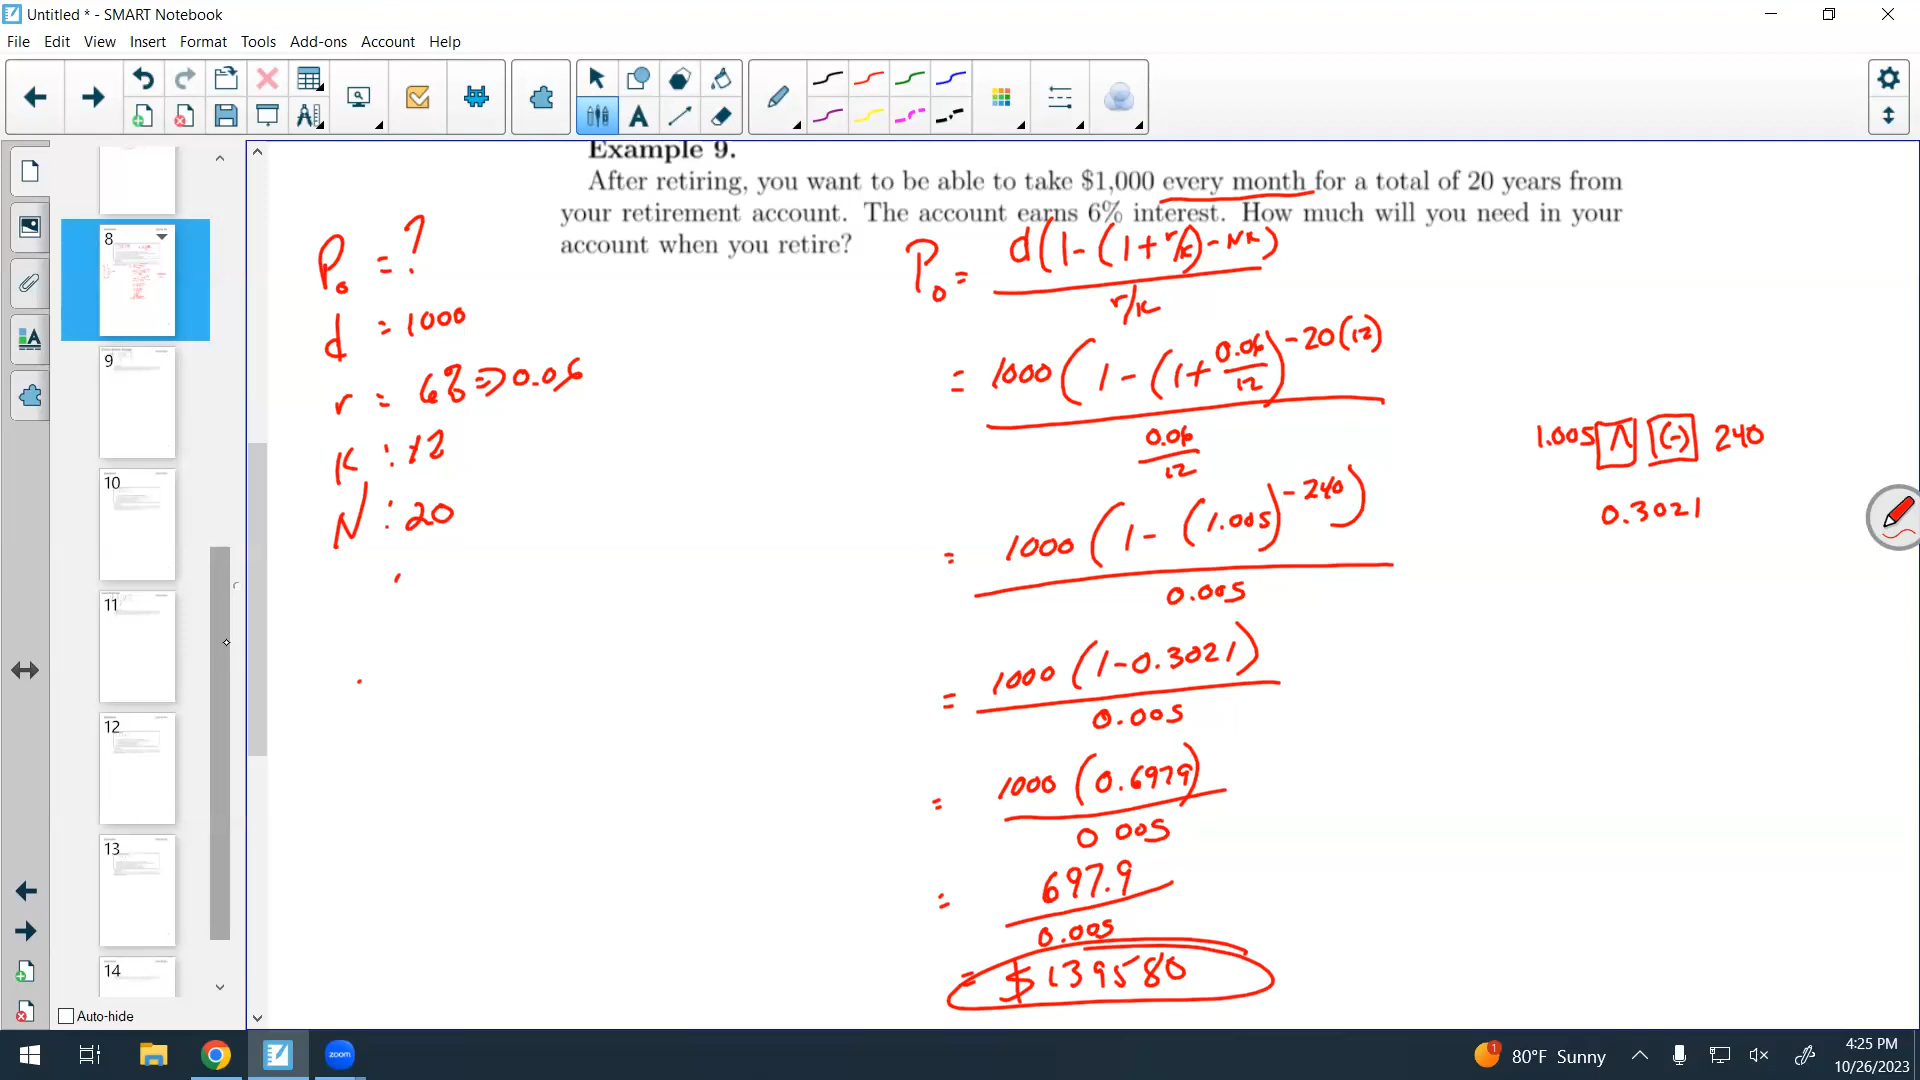 Untitled * - SMART Notebook
File Edit View Insert Format Tools Add-ons Account Help
Example 9.
After retiring, you want to be able to take $1,000 every month for a total of 20 years from
your retirement account. The account earns 6% interest. How much will you need in your
account when you retire?
P₀ = ?
d = 1000
r = 6% => 0.06
K : 12
N : 20
P₀ = d(1-(1+r/k)-Nk) / r/k
= 1000(1-(1+0.06/12)^-20(12)) / 0.06/12
1.005 ^ (-) 240
0.3021
= 1000(1-(1.005)^-240) / 0.005
= 1000(1-0.3021) / 0.005
= 1000(0.6979) / 0 005
= 697.9 / 0.005
= $139580
8
9
10
11
12
13
14
Auto-hide
zoom
1
80°F Sunny
4:25 PM
10/26/2023